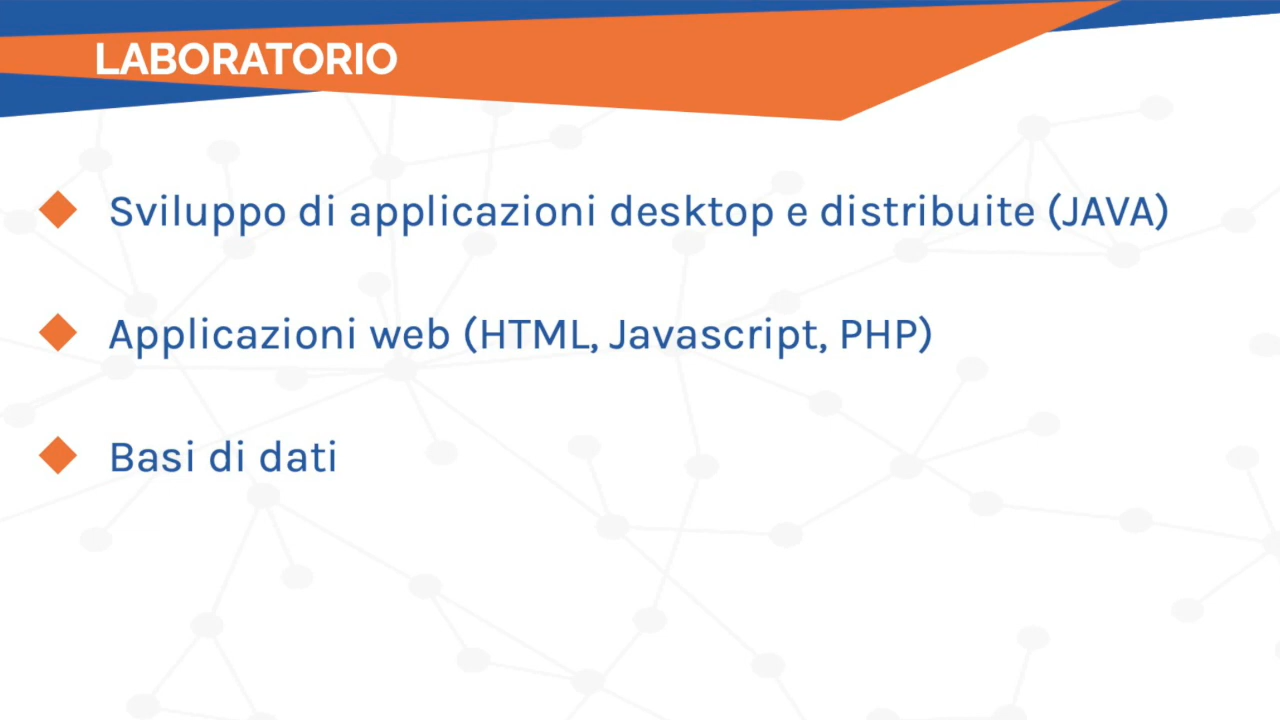 LABORATORIO
Sviluppo di applicazioni desktop e distribuite (JAVA)
Applicazioni web (HTML, Javascript, PHP)
Basi di dati